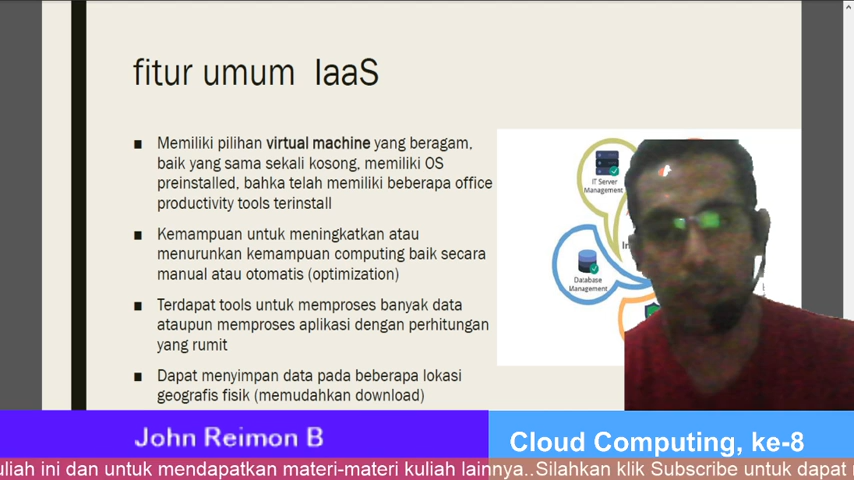 fitur umum IaaS
■ Memiliki pilihan virtual machine yang beragam,
baik yang sama sekali kosong, memiliki OS
preinstalled, bahka telah memiliki beberapa office
productivity tools terinstall
■ Kemampuan untuk meningkatkan atau
menurunkan kemampuan computing baik secara
manual atau otomatis (optimization)
■ Terdapat tools untuk memproses banyak data
ataupun memproses aplikasi dengan perhitungan
yang rumit
■ Dapat menyimpan data pada beberapa lokasi
geografis fisik (memudahkan download)
IT Server
Management
Database
Management
John Reimon B
Cloud Computing, ke-8
uliah ini dan untuk mendapatkan materi-materi kuliah lainnya..Silahkan klik Subscribe untuk dapat